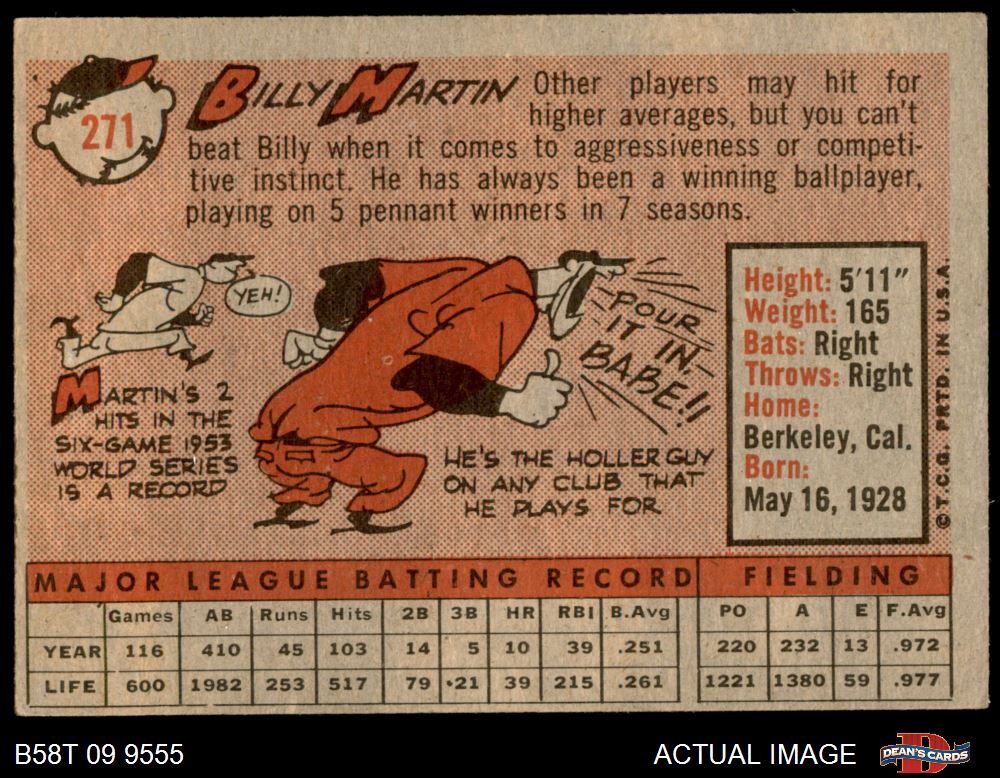 271
BILLY MARTIN Other players may hit for
higher averages, but you can't
beat Billy when it comes to aggressiveness or competi-
tive instinct. He has always been a winning ballplayer,
playing on 5 pennant winners in 7 seasons.
YEH!
MARTIN'S 2
HITS IN THE
SIX-GAME 1953
WORLD SERIES
IS A RECORD
POUR
IT IN
BABE!!
HE'S THE HOLLER GUY
ON ANY CLUB THAT
HE PLAYS FOR
Height: 5'11"
Weight: 165
Bats: Right
Throws: Right
Home:
Berkeley, Cal.
Born:
May 16, 1928
© T.C.G. PRTD. IN U.S.A.
MAJOR LEAGUE BATTING RECORD FIELDING
Games AB Runs Hits 2B 3B HR RBI B.Avg PO A E F.Avg
YEAR 116 410 45 103 14 5 10 39 .251 220 232 13 .972
LIFE 600 1982 253 517 79 21 39 215 .261 1221 1380 59 .977
B58T 09 9555 ACTUAL IMAGE DEAN'S CARDS